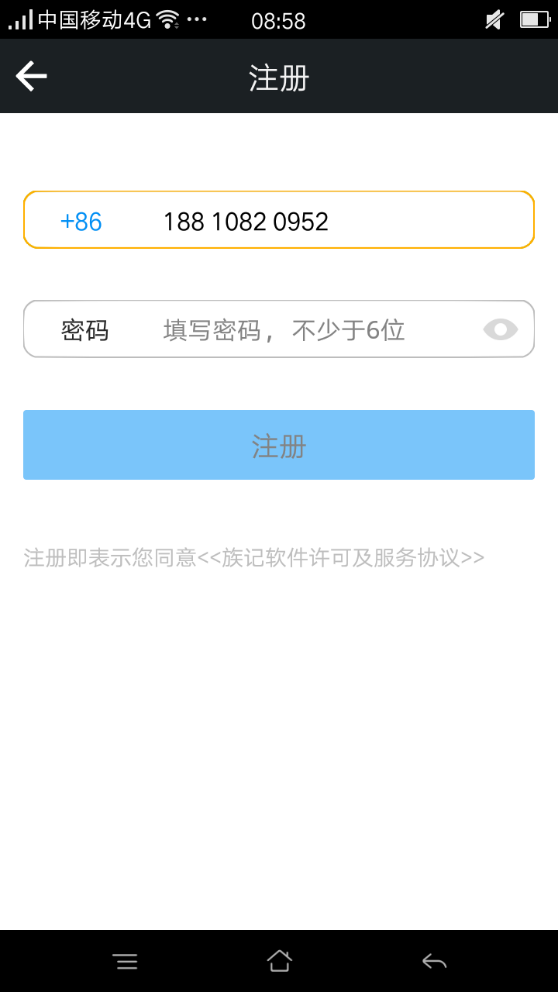 中国移动4G ··· 08:58
注册
+86 188 1082 0952
密码 填写密码，不少于6位
注册
注册即表示您同意<<族记软件许可及服务协议>>